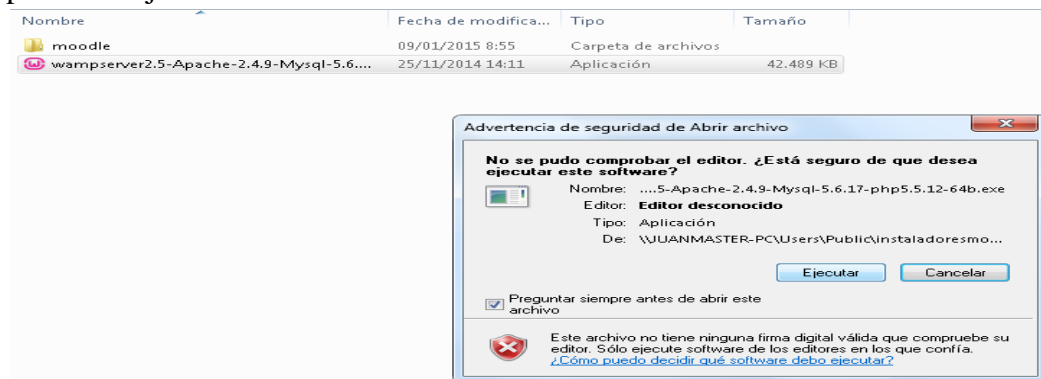 Nombre Fecha de modifica... Tipo Tamaño
moodle 09/01/2015 8:55 Carpeta de archivos
wampserver2.5-Apache-2.4.9-Mysql-5.6.... 25/11/2014 14:11 Aplicación 42.489 KB
Advertencia de seguridad de Abrir archivo
No se pudo comprobar el editor. ¿Está seguro de que desea
ejecutar este software?
Nombre: ....5-Apache-2.4.9-Mysql-5.6.17-php5.5.12-64b.exe
Editor: Editor desconocido
Tipo: Aplicación
De: \\JUANMASTER-PC\Users\Public\instaladoresmo...
Ejecutar Cancelar
Preguntar siempre antes de abrir este
archivo
Este archivo no tiene ninguna firma digital válida que compruebe su
editor. Sólo ejecute software de los editores en los que confía.
¿Cómo puedo decidir qué software debo ejecutar?